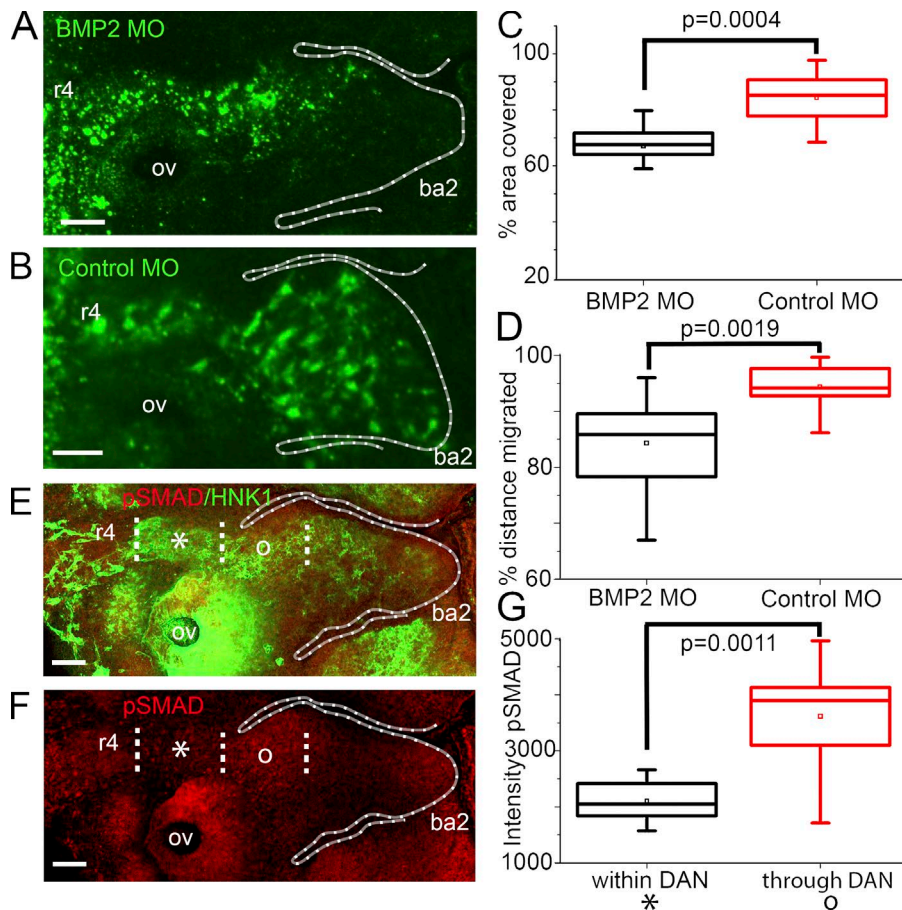 A
BMP2 MO
r4
ov
ba2
B
Control MO
r4
ov
ba2
E
pSMAD/HNK1
r4
*
o
ov
ba2
F
pSMAD
r4
*
o
ov
ba2
C
p=0.0004
% area covered
100
60
20
BMP2 MO
Control MO
D
p=0.0019
% distance migrated
100
80
60
BMP2 MO
Control MO
G
p=0.0011
Intensity pSMAD
5000
3000
1000
within DAN
*
through DAN
o